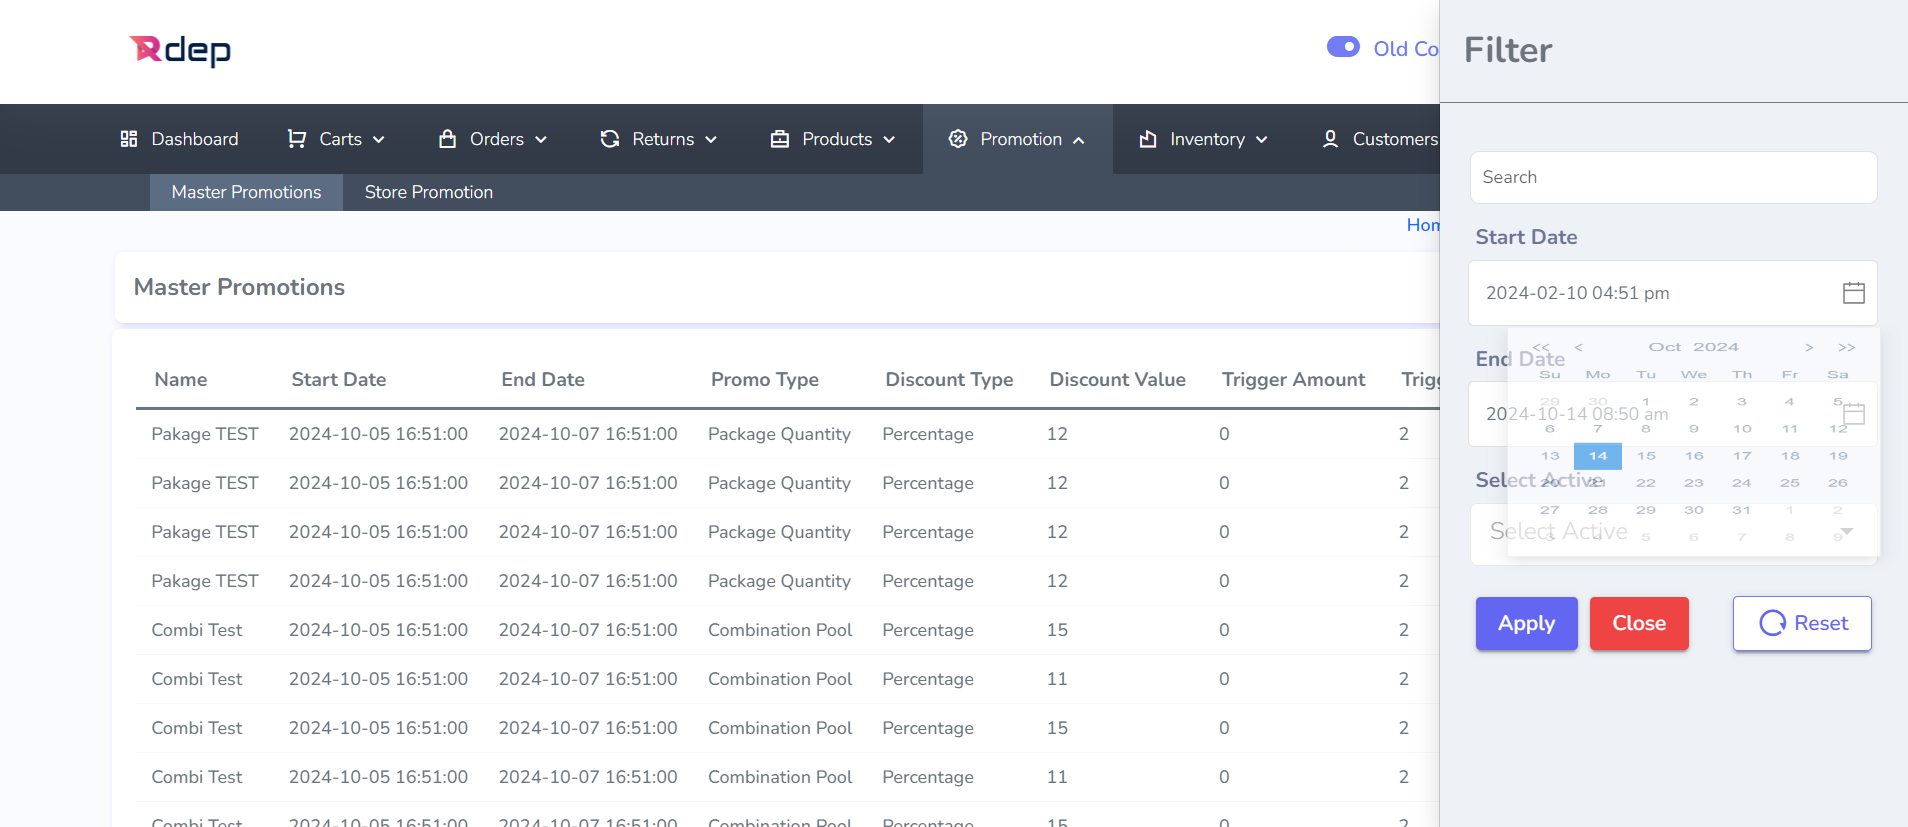 Rdep
Old Co
Dashboard Carts Orders Returns Products Promotion Inventory Customers
Master Promotions Store Promotion
Hom
Master Promotions
Name Start Date End Date Promo Type Discount Type Discount Value Trigger Amount Trigg
Pakage TEST 2024-10-05 16:51:00 2024-10-07 16:51:00 Package Quantity Percentage 12 0 2
Pakage TEST 2024-10-05 16:51:00 2024-10-07 16:51:00 Package Quantity Percentage 12 0 2
Pakage TEST 2024-10-05 16:51:00 2024-10-07 16:51:00 Package Quantity Percentage 12 0 2
Pakage TEST 2024-10-05 16:51:00 2024-10-07 16:51:00 Package Quantity Percentage 12 0 2
Combi Test 2024-10-05 16:51:00 2024-10-07 16:51:00 Combination Pool Percentage 15 0 2
Combi Test 2024-10-05 16:51:00 2024-10-07 16:51:00 Combination Pool Percentage 11 0 2
Combi Test 2024-10-05 16:51:00 2024-10-07 16:51:00 Combination Pool Percentage 15 0 2
Combi Test 2024-10-05 16:51:00 2024-10-07 16:51:00 Combination Pool Percentage 11 0 2
Combi Test 2024-10-05 16:51:00 2024-10-07 16:51:00 Combination Pool Percentage 15 0 2
Filter
Search
Start Date
2024-02-10 04:51 pm
End Date
2024-10-14 08:50 am
Select Active
Select Active
<< < Oct 2024 > >>
Su Mo Tu We Th Fr Sa
29 30 1 2 3 4 5
6 7 8 9 10 11 12
13 14 15 16 17 18 19
20 21 22 23 24 25 26
27 28 29 30 31 1 2
3 4 5 6 7 8 9
Apply Close Reset